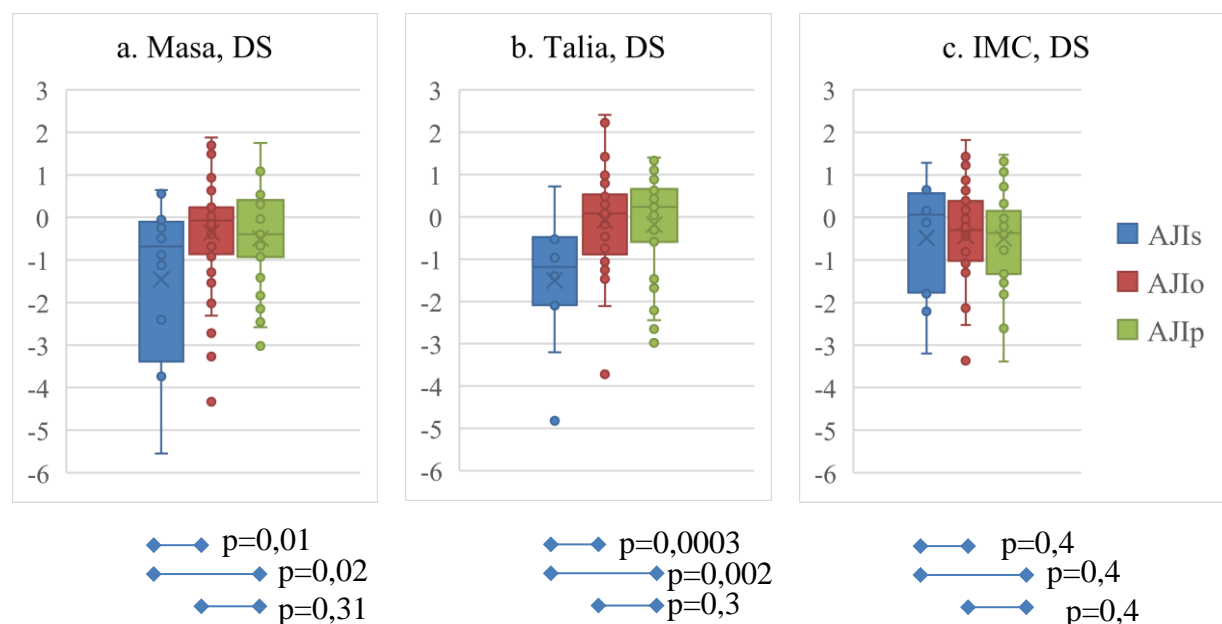 a. Masa, DS
3
2
1
0
-1
-2
-3
-4
-5
-6
b. Talia, DS
3
2
1
0
-1
-2
-3
-4
-5
-6
c. IMC, DS
3
2
1
0
-1
-2
-3
-4
-5
-6
AJIs
AJIo
AJIp
p=0,01
p=0,02
p=0,31
p=0,0003
p=0,002
p=0,3
p=0,4
p=0,4
p=0,4